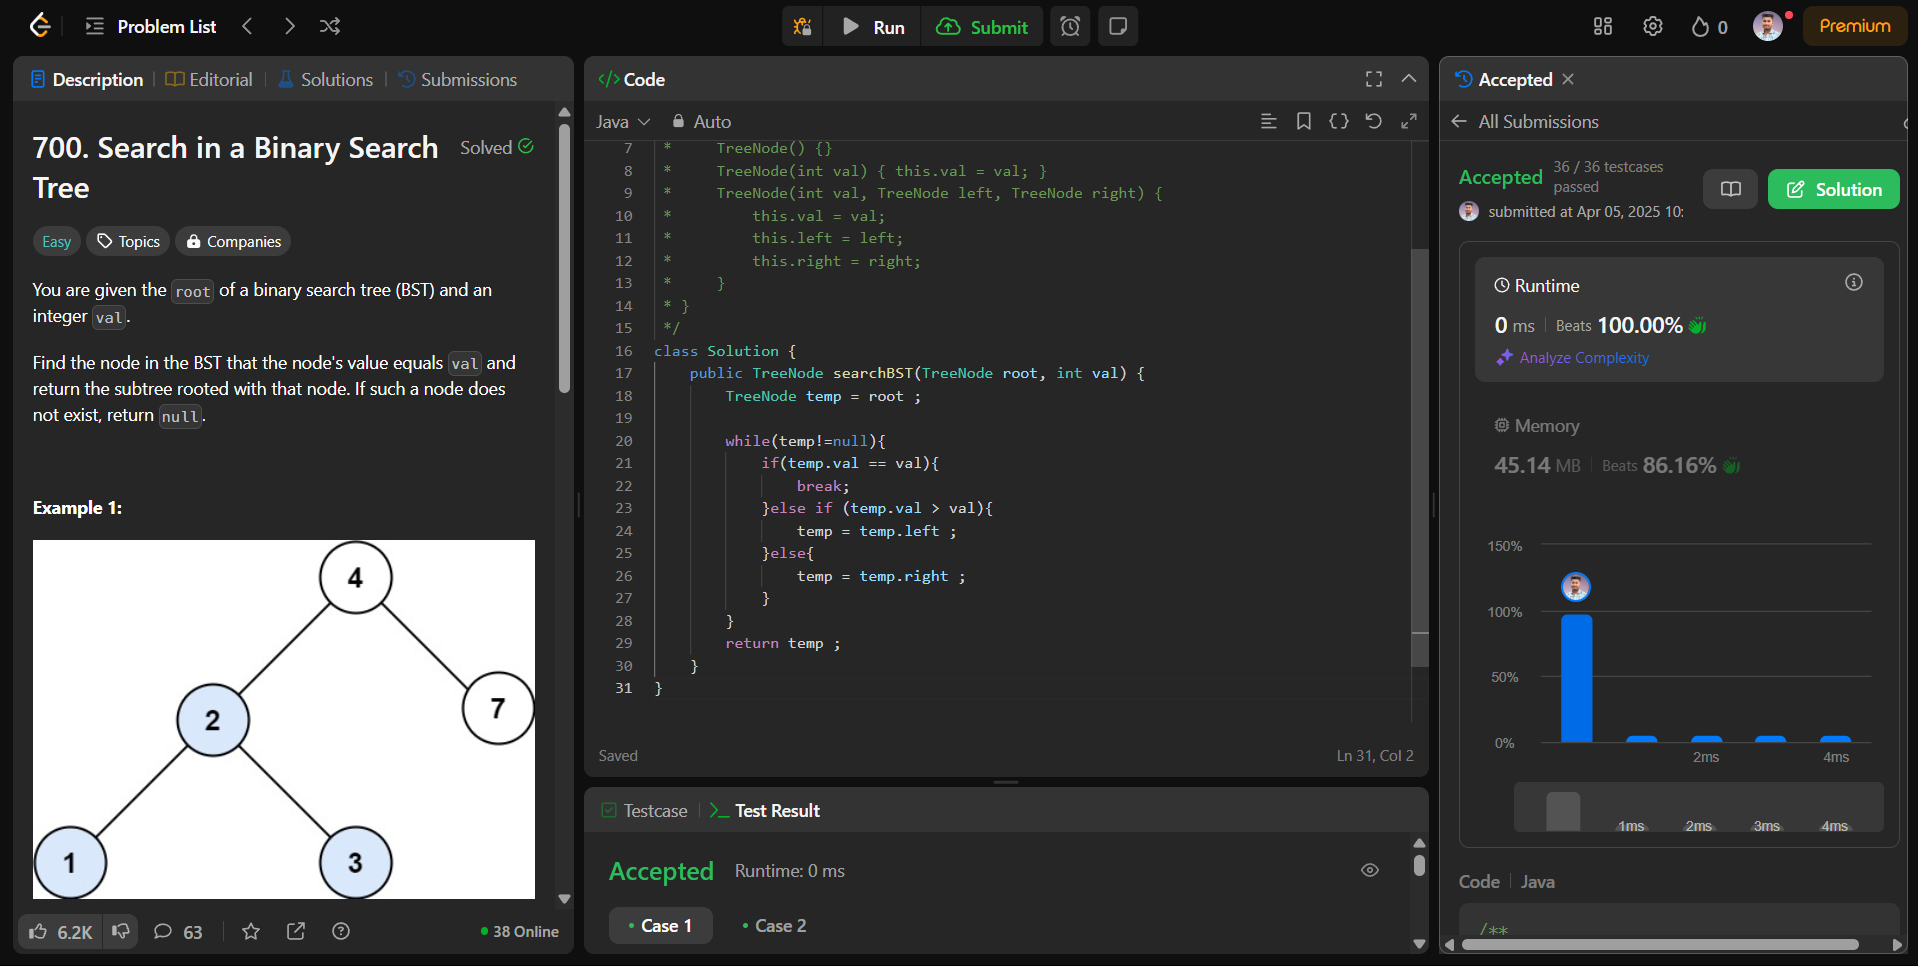 Problem List
Run
Submit
0
Premium
Description
Editorial
Solutions
Submissions
700. Search in a Binary Search
Tree
Solved
Easy
Topics
Companies
You are given the root of a binary search tree (BST) and an
integer val.
Find the node in the BST that the node's value equals val and
return the subtree rooted with that node. If such a node does
not exist, return null.
Example 1:
4
2
7
1
3
6.2K
63
38 Online
</> Code
Java
Auto
7 *     TreeNode() {}
8 *     TreeNode(int val) { this.val = val; }
9 *     TreeNode(int val, TreeNode left, TreeNode right) {
10 *         this.val = val;
11 *         this.left = left;
12 *         this.right = right;
13 *     }
14 * }
15 */
16 class Solution {
17     public TreeNode searchBST(TreeNode root, int val) {
18         TreeNode temp = root ;
19
20         while(temp!=null){
21             if(temp.val == val){
22                 break;
23             }else if (temp.val > val){
24                 temp = temp.left ;
25             }else{
26                 temp = temp.right ;
27             }
28         }
29         return temp ;
30     }
31 }
Saved
Ln 31, Col 2
Testcase
Test Result
Accepted
Runtime: 0 ms
Case 1
Case 2
Accepted
All Submissions
Accepted
36 / 36 testcases
passed
submitted at Apr 05, 2025 10:
Solution
Runtime
0 ms
Beats 100.00%
Analyze Complexity
Memory
45.14 MB
Beats 86.16%
150%
100%
50%
0%
2ms
4ms
1ms
2ms
3ms
4ms
Code
Java
/**